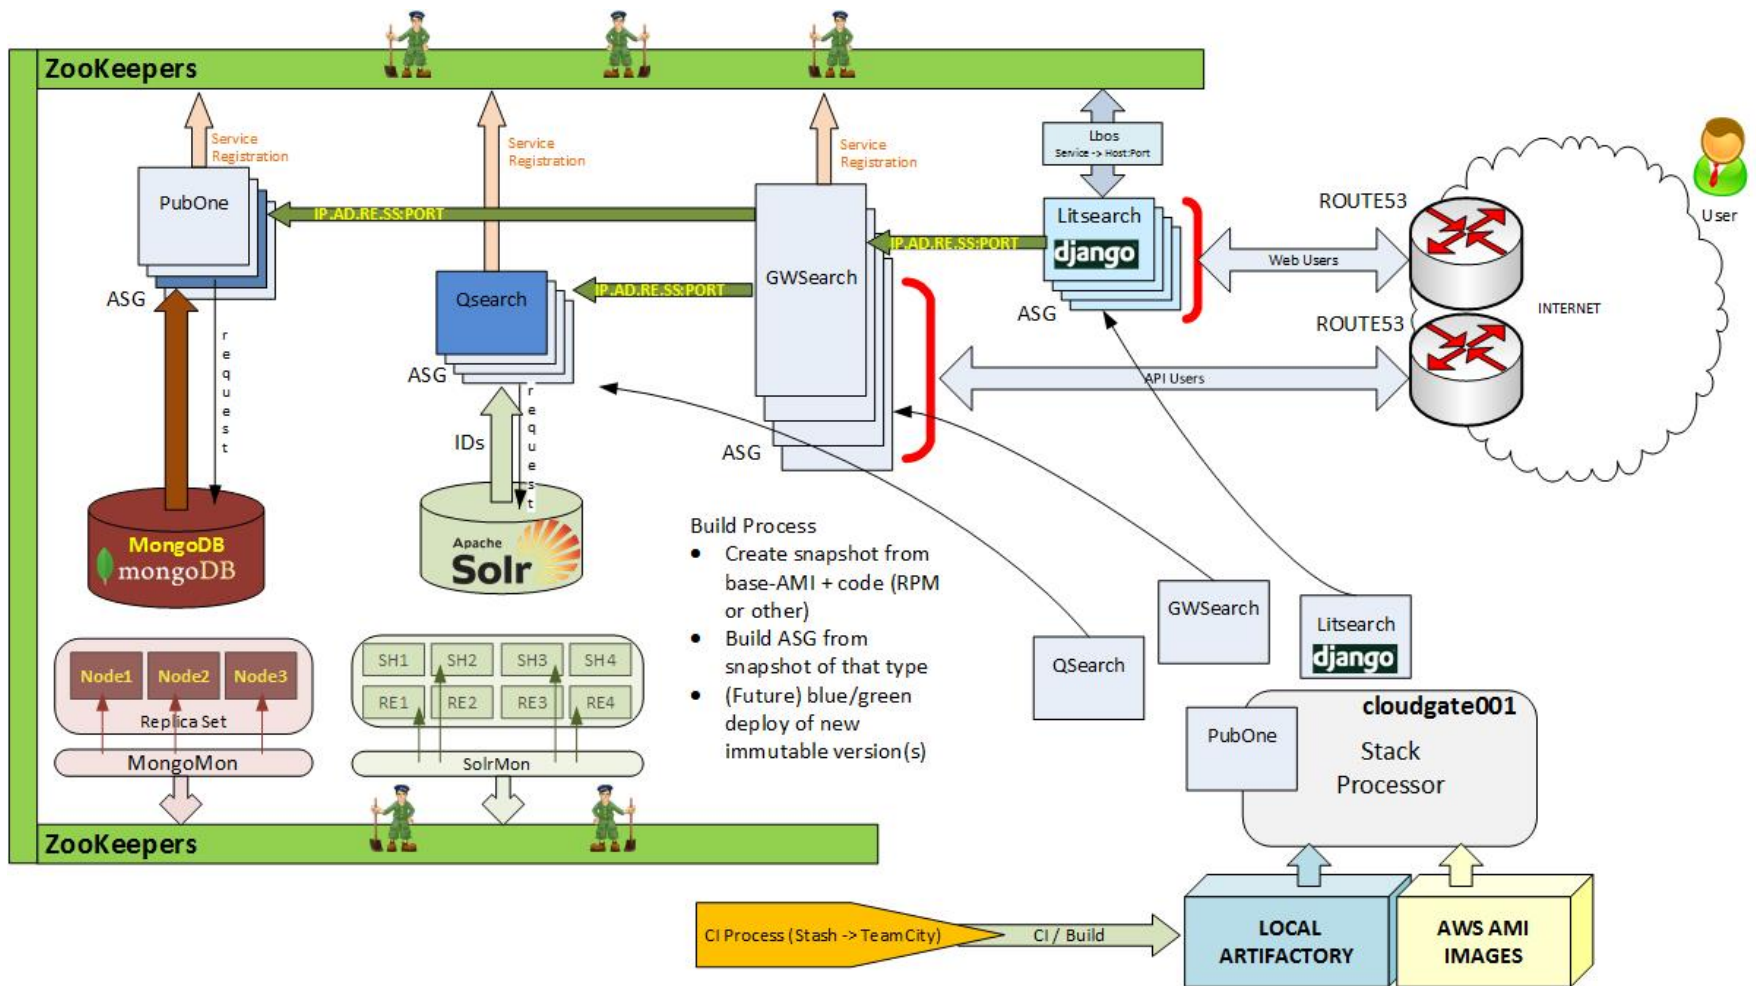 ZooKeepers
Service
Registration
Service
Registration
Service
Registration
Lbos
Service -> Host:Port
PubOne
IP.AD.RE.SS:PORT
Litsearch
django
IP.AD.RE.SS:PORT
ROUTE53
User
Web Users
GWSearch
Qsearch
IP.AD.RE.SS:PORT
ASG
ASG
INTERNET
ROUTE53
request
ASG
API Users
request
IDs
ASG
MongoDB
mongoDB
Apache
Solr
Build Process
• Create snapshot from
base-AMI + code (RPM
or other)
• Build ASG from
snapshot of that type
• (Future) blue/green
deploy of new
immutable version(s)
GWSearch
Litsearch
django
QSearch
Node1 Node2 Node3
Replica Set
MongoMon
SH1 SH2 SH3 SH4
RE1 RE2 RE3 RE4
SolrMon
cloudgate001
PubOne
Stack
Processor
ZooKeepers
CI Process (Stash -> TeamCity)
CI / Build
LOCAL
ARTIFACTORY
AWS AMI
IMAGES